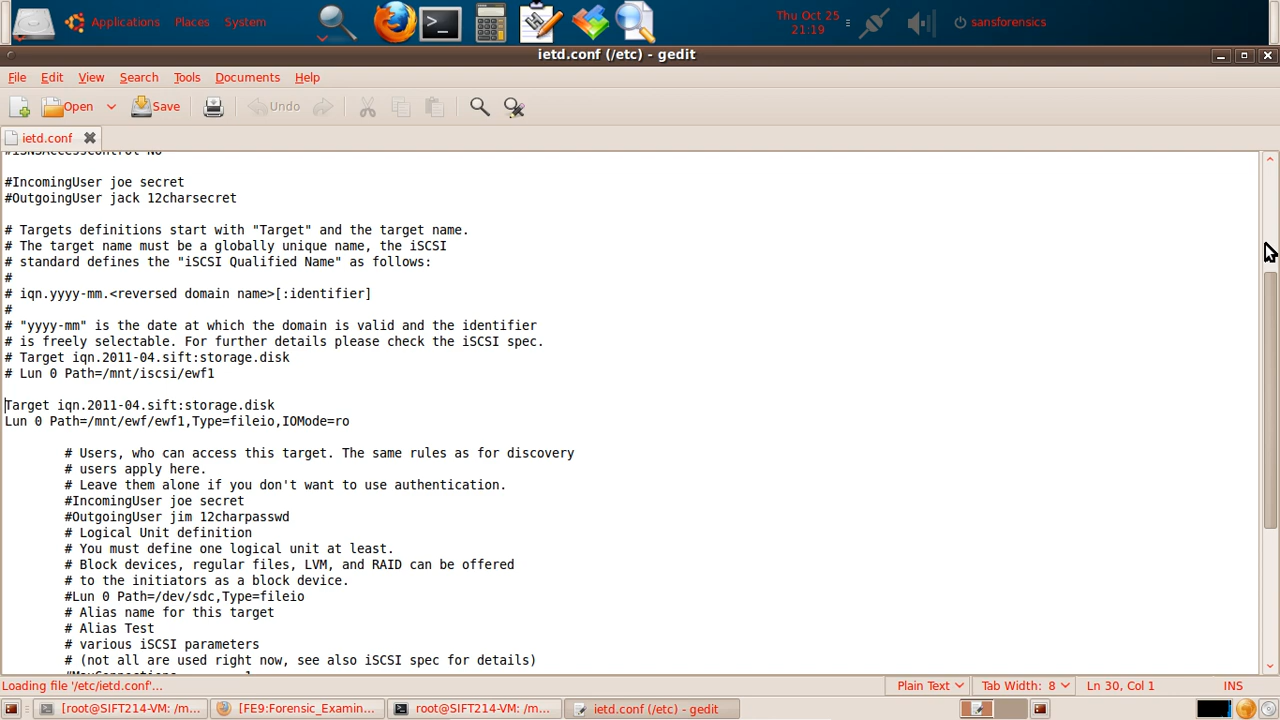 Applications Places System
Thu Oct 25
21:19
sansforensics
ietd.conf (/etc) - gedit
File Edit View Search Tools Documents Help
Open Save Undo
ietd.conf
#iSNSAccessControl No
#IncomingUser joe secret
#OutgoingUser jack 12charsecret
# Targets definitions start with "Target" and the target name.
# The target name must be a globally unique name, the iSCSI
# standard defines the "iSCSI Qualified Name" as follows:
#
# iqn.yyyy-mm.<reversed domain name>[:identifier]
#
# "yyyy-mm" is the date at which the domain is valid and the identifier
# is freely selectable. For further details please check the iSCSI spec.
# Target iqn.2011-04.sift:storage.disk
# Lun 0 Path=/mnt/iscsi/ewf1
Target iqn.2011-04.sift:storage.disk
Lun 0 Path=/mnt/ewf/ewf1,Type=fileio,IOMode=ro
# Users, who can access this target. The same rules as for discovery
# users apply here.
# Leave them alone if you don't want to use authentication.
#IncomingUser joe secret
#OutgoingUser jim 12charpasswd
# Logical Unit definition
# You must define one logical unit at least.
# Block devices, regular files, LVM, and RAID can be offered
# to the initiators as a block device.
#Lun 0 Path=/dev/sdc,Type=fileio
# Alias name for this target
# Alias Test
# various iSCSI parameters
# (not all are used right now, see also iSCSI spec for details)
#MaxConnections 1
Loading file '/etc/ietd.conf'... Plain Text Tab Width: 8 Ln 30, Col 1 INS
[root@SIFT214-VM: /m... [FE9:Forensic_Examin... root@SIFT214-VM: /m... ietd.conf (/etc) - gedit